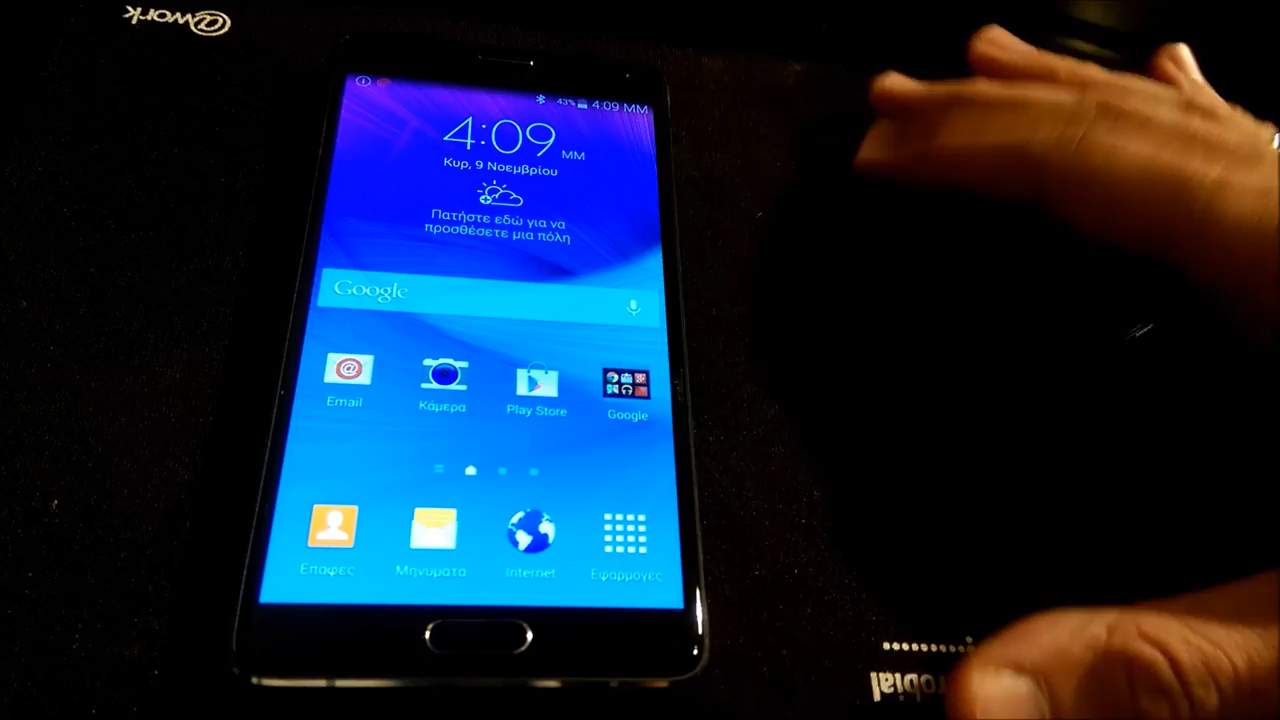 @work
43% 4:09 ΜΜ
4:09 ΜΜ
Κυρ, 9 Νοεμβρίου
Πατήστε εδώ για να
προσθέσετε μια πόλη
Google
Email Κάμερα Play Store Google
Επαφές Μηνύματα Internet Εφαρμογές